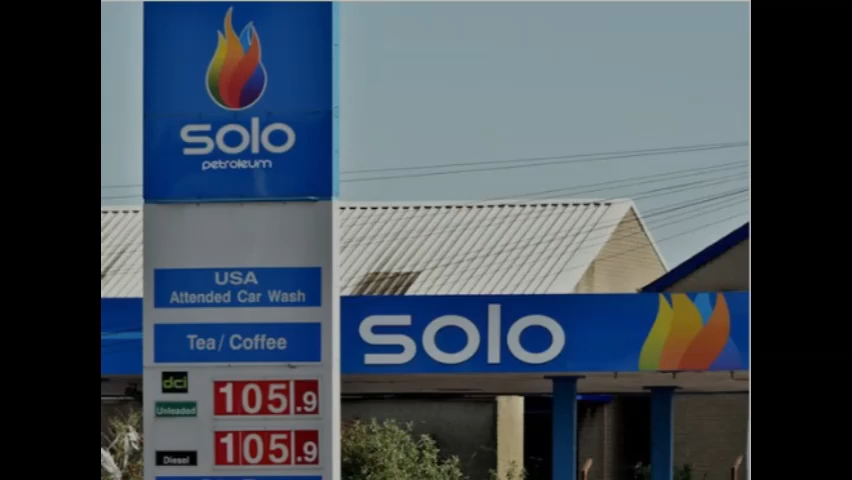 solo
petroleum
USA
Attended Car Wash
Tea/ Coffee
solo
dci
Unleaded
105.9
Diesel
105.9